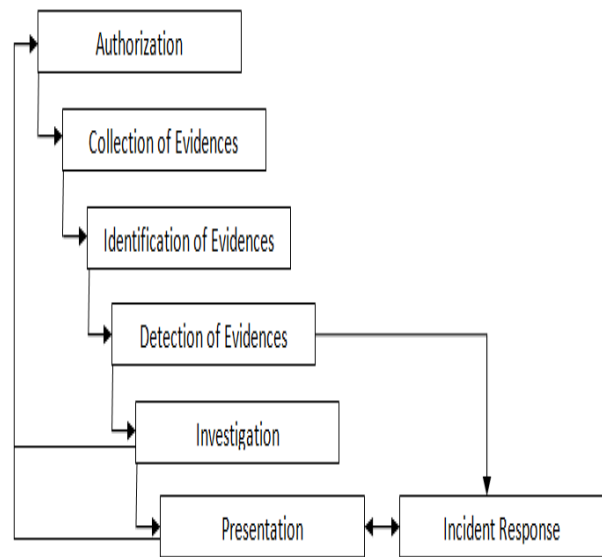 Authorization
Collection of Evidences
Identification of Evidences
Detection of Evidences
Investigation
Presentation
Incident Response